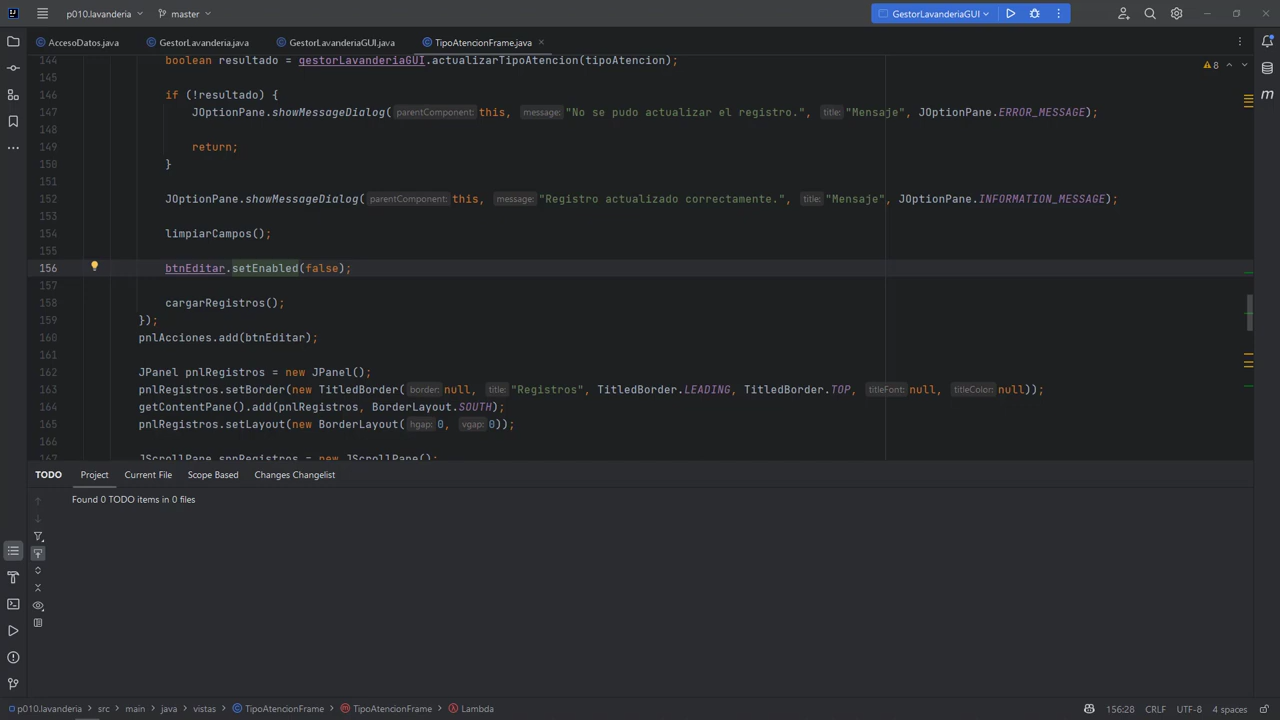 p010.lavanderia master GestorLavanderiaGUI
AccesoDatos.java GestorLavanderia.java GestorLavanderiaGUI.java TipoAtencionFrame.java
144 boolean resultado = gestorLavanderiaGUI.actualizarTipoAtencion(tipoAtencion); 8
145
146 if (!resultado) {
147 JOptionPane.showMessageDialog( parentComponent: this, message: "No se pudo actualizar el registro.", title: "Mensaje", JOptionPane.ERROR_MESSAGE);
148
149 return;
150 }
151
152 JOptionPane.showMessageDialog( parentComponent: this, message: "Registro actualizado correctamente.", title: "Mensaje", JOptionPane.INFORMATION_MESSAGE);
153
154 limpiarCampos();
155
156 btnEditar.setEnabled(false);
157
158 cargarRegistros();
159 });
160 pnlAcciones.add(btnEditar);
161
162 JPanel pnlRegistros = new JPanel();
163 pnlRegistros.setBorder(new TitledBorder( border: null, title: "Registros", TitledBorder.LEADING, TitledBorder.TOP, titleFont: null, titleColor: null));
164 getContentPane().add(pnlRegistros, BorderLayout.SOUTH);
165 pnlRegistros.setLayout(new BorderLayout( hgap: 0, vgap: 0));
166
167 JScrollPane spnRegistros = new JScrollPane();
TODO Project Current File Scope Based Changes Changelist
Found 0 TODO items in 0 files
p010.lavanderia > src > main > java > vistas > TipoAtencionFrame > TipoAtencionFrame > Lambda 156:28 CRLF UTF-8 4 spaces